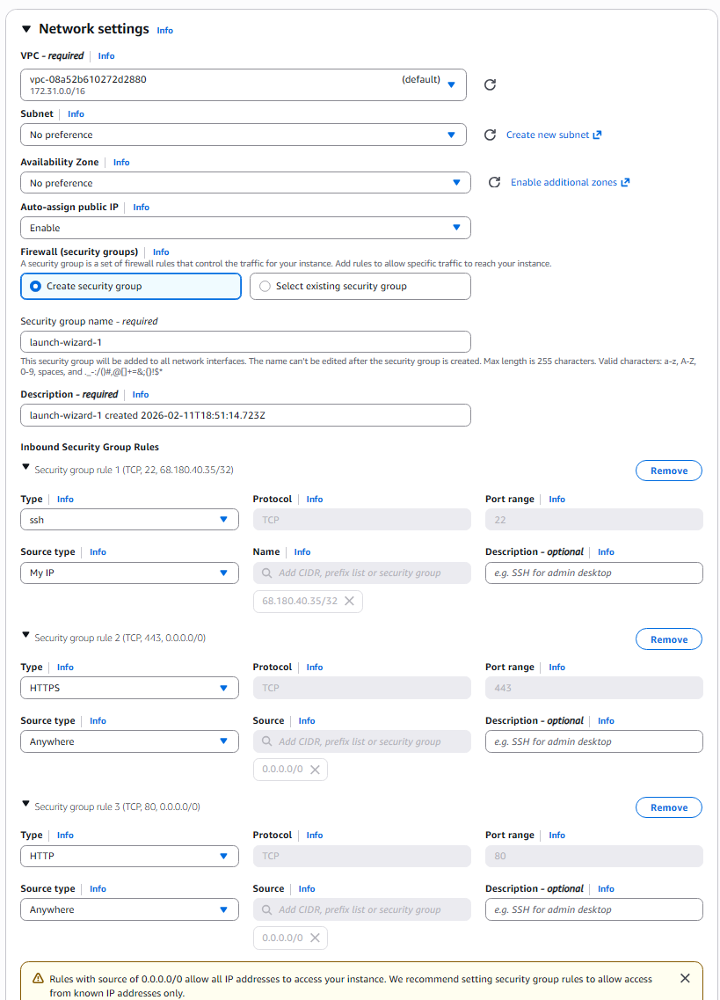 Network settings Info
VPC - required Info
vpc-08a52b610272d2880 (default)
172.31.0.0/16
Subnet Info
No preference
Create new subnet
Availability Zone Info
No preference
Enable additional zones
Auto-assign public IP Info
Enable
Firewall (security groups) Info
A security group is a set of firewall rules that control the traffic for your instance. Add rules to allow specific traffic to reach your instance.
Create security group Select existing security group
Security group name - required
launch-wizard-1
This security group will be added to all network interfaces. The name can't be edited after the security group is created. Max length is 255 characters. Valid characters: a-z, A-Z,
0-9, spaces, and ._-:/()#,@[]+=&;{}!$*
Description - required Info
launch-wizard-1 created 2026-02-11T18:51:14.723Z
Inbound Security Group Rules
Security group rule 1 (TCP, 22, 68.180.40.35/32) Remove
Type Info Protocol Info Port range Info
ssh TCP 22
Source type Info Name Info Description - optional Info
My IP Add CIDR, prefix list or security group e.g. SSH for admin desktop
68.180.40.35/32
Security group rule 2 (TCP, 443, 0.0.0.0/0) Remove
Type Info Protocol Info Port range Info
HTTPS TCP 443
Source type Info Source Info Description - optional Info
Anywhere Add CIDR, prefix list or security group e.g. SSH for admin desktop
0.0.0.0/0
Security group rule 3 (TCP, 80, 0.0.0.0/0) Remove
Type Info Protocol Info Port range Info
HTTP TCP 80
Source type Info Source Info Description - optional Info
Anywhere Add CIDR, prefix list or security group e.g. SSH for admin desktop
0.0.0.0/0
Rules with source of 0.0.0.0/0 allow all IP addresses to access your instance. We recommend setting security group rules to allow access
from known IP addresses only.